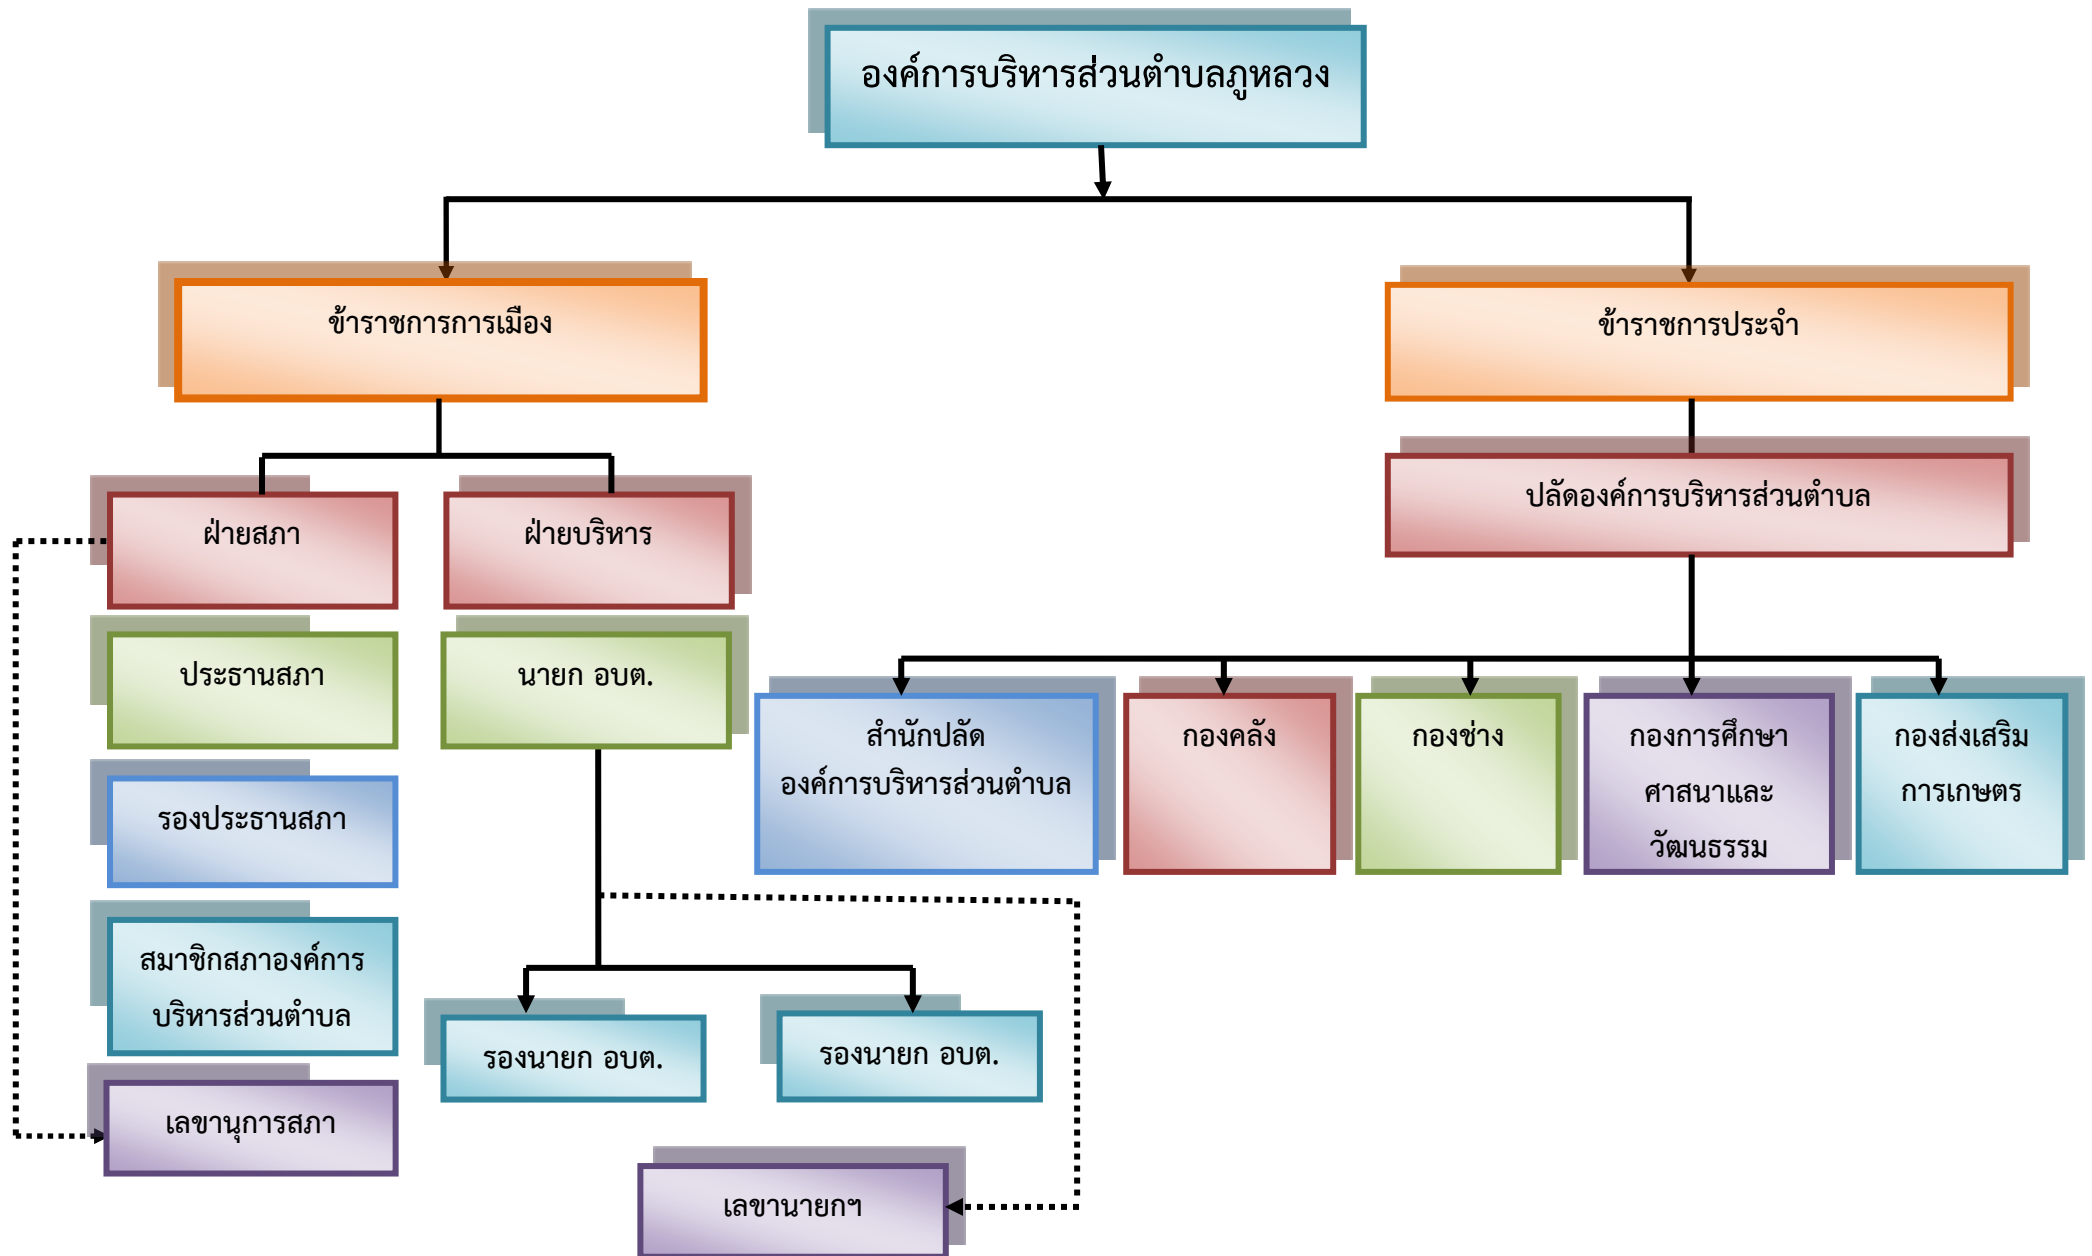 องค์การบริหารส่วนตำบลภูหลวง
ข้าราชการการเมือง
ข้าราชการประจำ
ปลัดองค์การบริหารส่วนตำบล
ฝ่ายสภา
ฝ่ายบริหาร
ประธานสภา
นายก อบต.
รองประธานสภา
สมาชิกสภาองค์การ
บริหารส่วนตำบล
เลขานุการสภา
รองนายก อบต.
รองนายก อบต.
เลขานายกฯ
สำนักปลัด
องค์การบริหารส่วนตำบล
กองคลัง
กองช่าง
กองการศึกษา
ศาสนาและ
วัฒนธรรม
กองส่งเสริม
การเกษตร